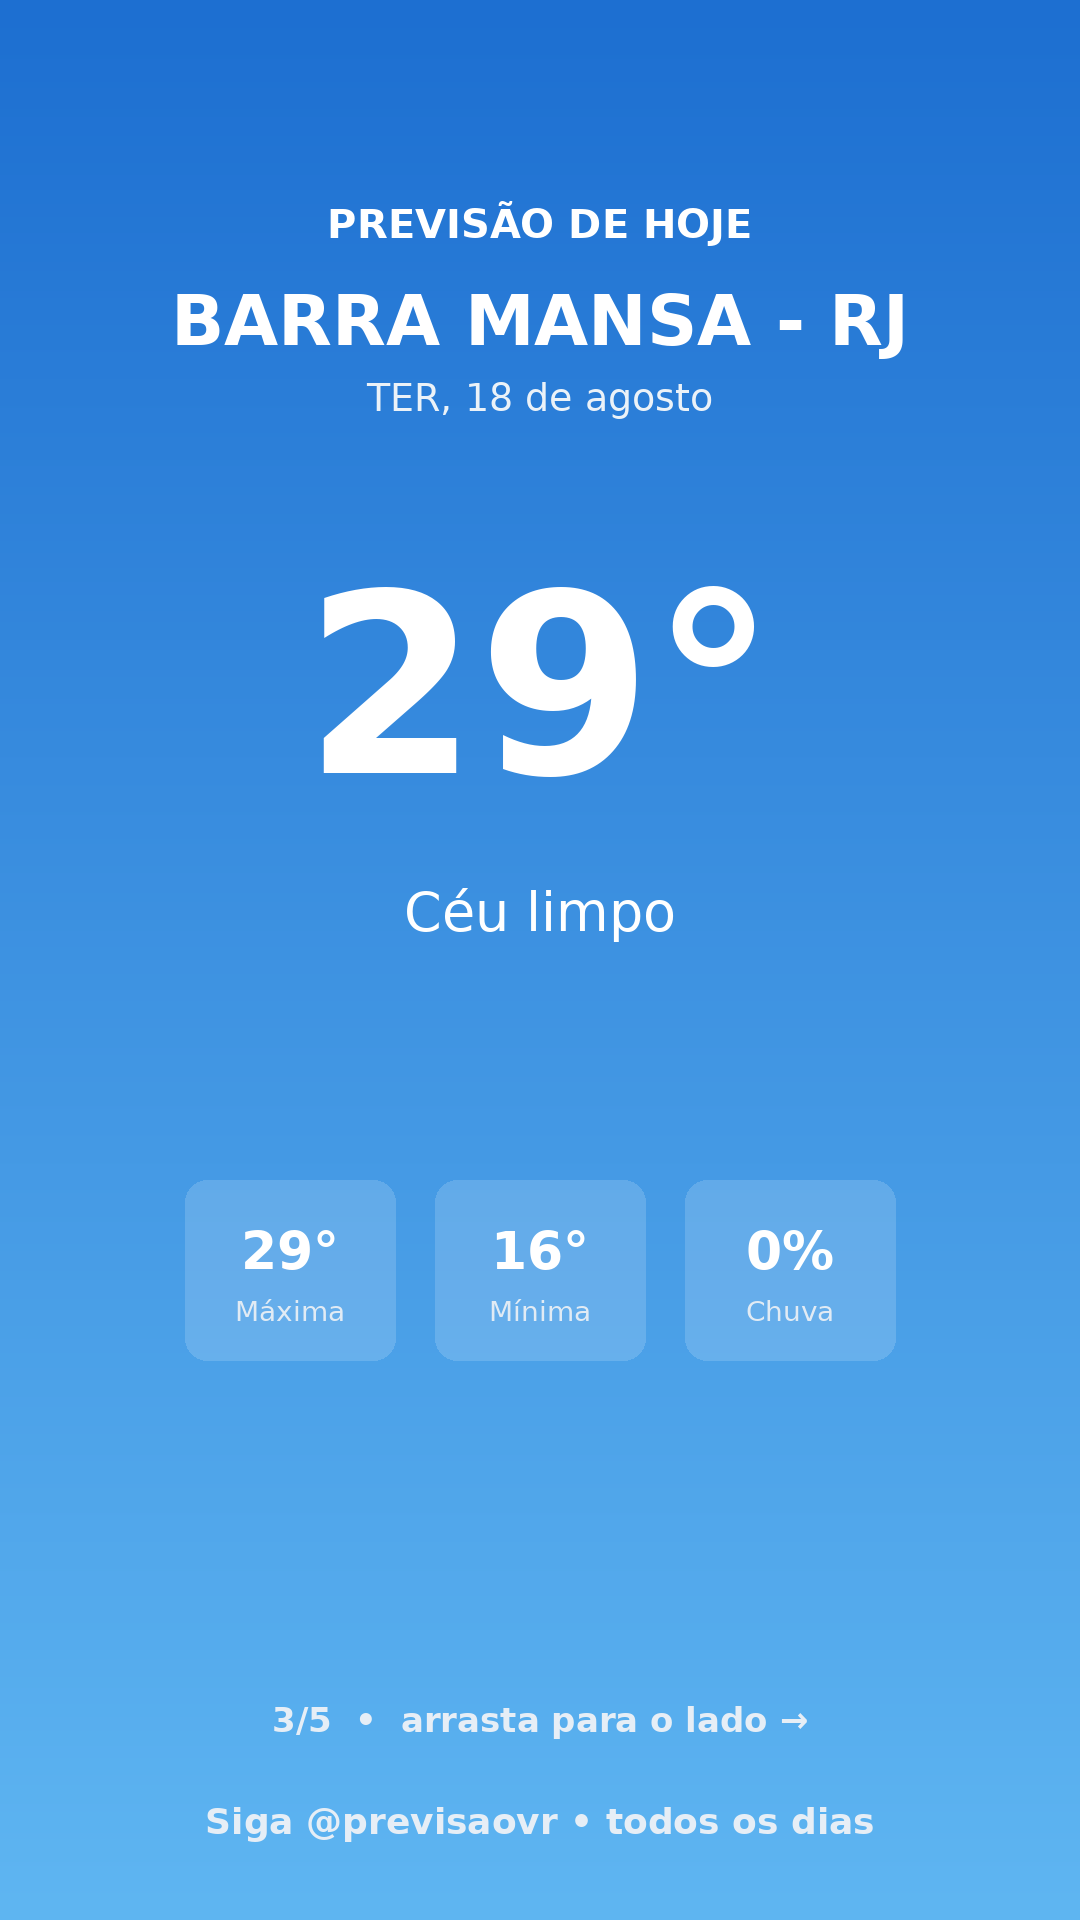 PREVISÃO DE HOJE
BARRA MANSA - RJ
TER, 18 de agosto
29°
Céu limpo
29° 16° 0%
Máxima Mínima Chuva
3/5 • arrasta para o lado →
Siga @previsaovr • todos os dias